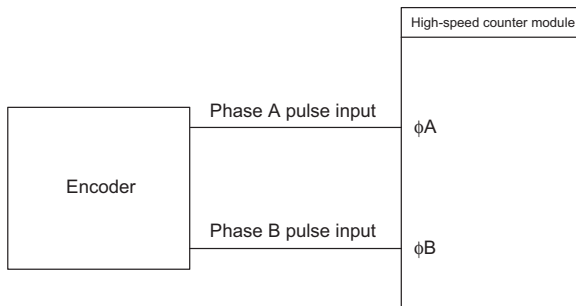 High-speed counter module
Phase A pulse input
ϕA
Encoder
Phase B pulse input
ϕB